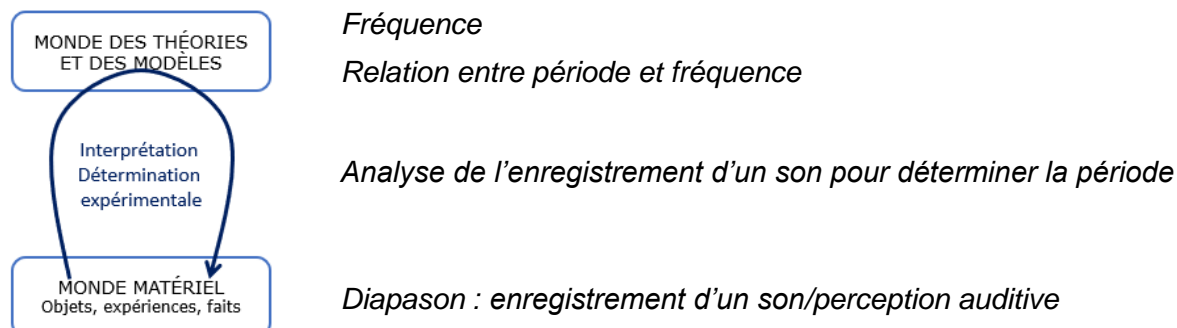 MONDE DES THÉORIES
ET DES MODÈLES
Fréquence
Relation entre période et fréquence
Interprétation
Détermination
expérimentale
Analyse de l'enregistrement d'un son pour déterminer la période
MONDE MATÉRIEL
Objets, expériences, faits
Diapason : enregistrement d'un son/perception auditive